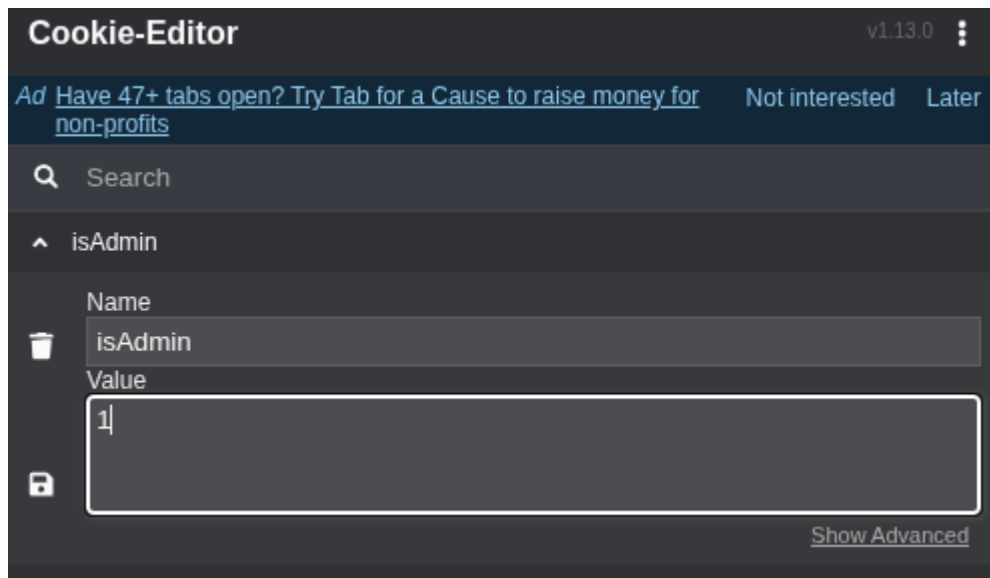 Cookie-Editor v1.13.0
Ad Have 47+ tabs open? Try Tab for a Cause to raise money for Not interested Later
non-profits
Search
isAdmin
Name
isAdmin
Value
1
Show Advanced